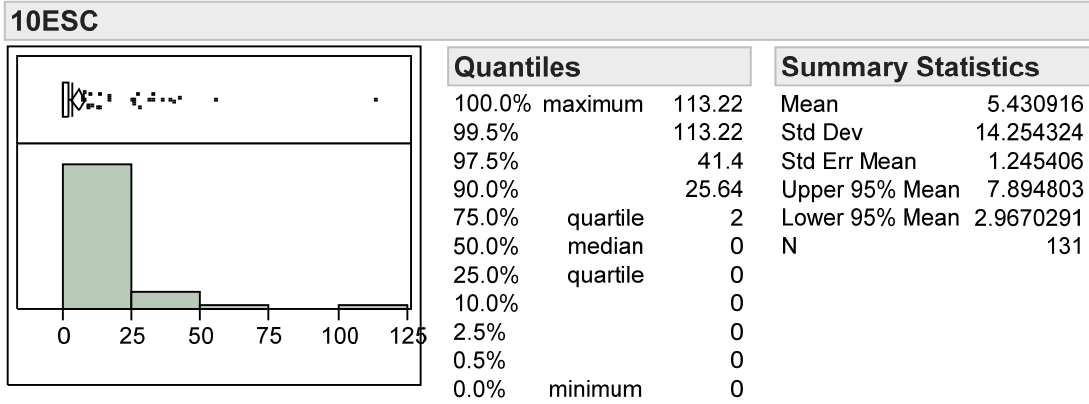 10ESC
0 25 50 75 100 125
Quantiles
100.0% maximum 113.22
99.5% 113.22
97.5% 41.4
90.0% 25.64
75.0% quartile 2
50.0% median 0
25.0% quartile 0
10.0% 0
2.5% 0
0.5% 0
0.0% minimum 0
Summary Statistics
Mean 5.430916
Std Dev 14.254324
Std Err Mean 1.245406
Upper 95% Mean 7.894803
Lower 95% Mean 2.9670291
N 131